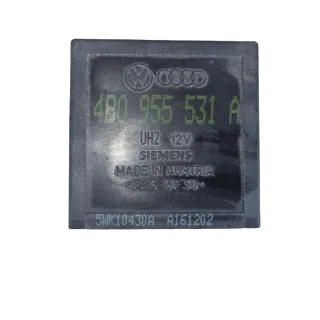 4B0 955 531 A
UH2 12V
SIEMENS
MADE IN AUSTRIA
5WK10430A A161202